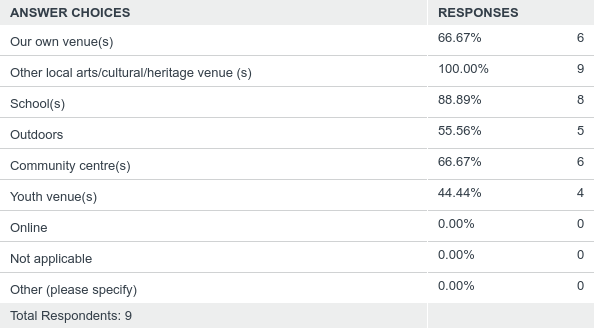 ANSWER CHOICES RESPONSES
Our own venue(s) 66.67% 6
Other local arts/cultural/heritage venue (s) 100.00% 9
School(s) 88.89% 8
Outdoors 55.56% 5
Community centre(s) 66.67% 6
Youth venue(s) 44.44% 4
Online 0.00% 0
Not applicable 0.00% 0
Other (please specify) 0.00% 0
Total Respondents: 9